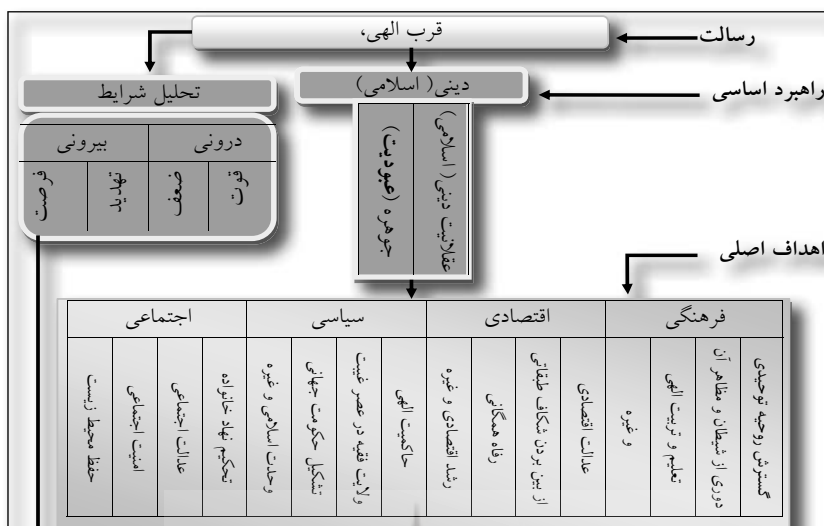 رسالت
قرب الهی،
راهبرد اساسی
دینی( اسلامی)
تحلیل شرایط
عقلانیت دینی( اسلامی)
جوهره (عبودیت)
درونی
بیرونی
قوت
ضعف
تهدید
فرصت
اهداف اصلی
فرهنگی
اقتصادی
سیاسی
اجتماعی
گسترش روحیه توحیدی
دوری از شیطان و مظاهر آن
تعلیم و تربیت الهی
و غیره
عدالت اقتصادی
از بین بردن شکاف طبقاتی
رفاه همگانی
رشد اقتصادی و غیره
حاکمیت الهی
ولایت فقیه در عصر غیبت
تشکیل حکومت جهانی
وحدت اسلامی و غیره
تحکیم نهاد خانواده
عدالت اجتماعی
امنیت اجتماعی
حفظ محیط زیست